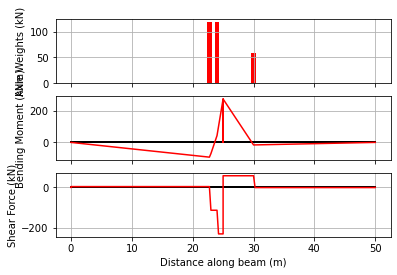 Axle Weights (kN)
100
50
0
Bending Moment (kNm)
200
0
Shear Force (kN)
0
−200
0 10 20 30 40 50
Distance along beam (m)